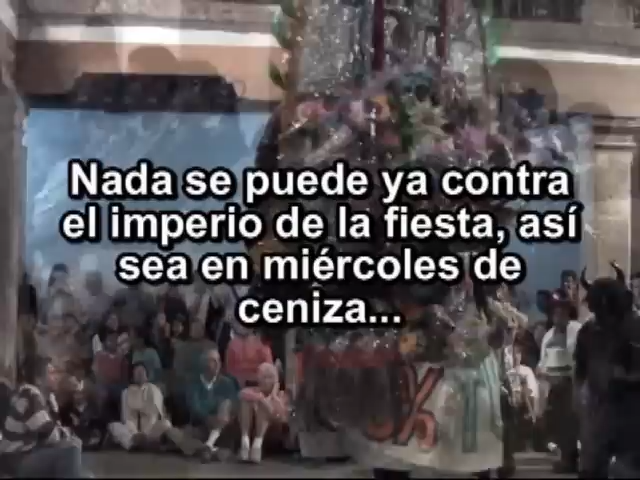 Nada se puede ya contra
el imperio de la fiesta, así
sea en miércoles de
ceniza...